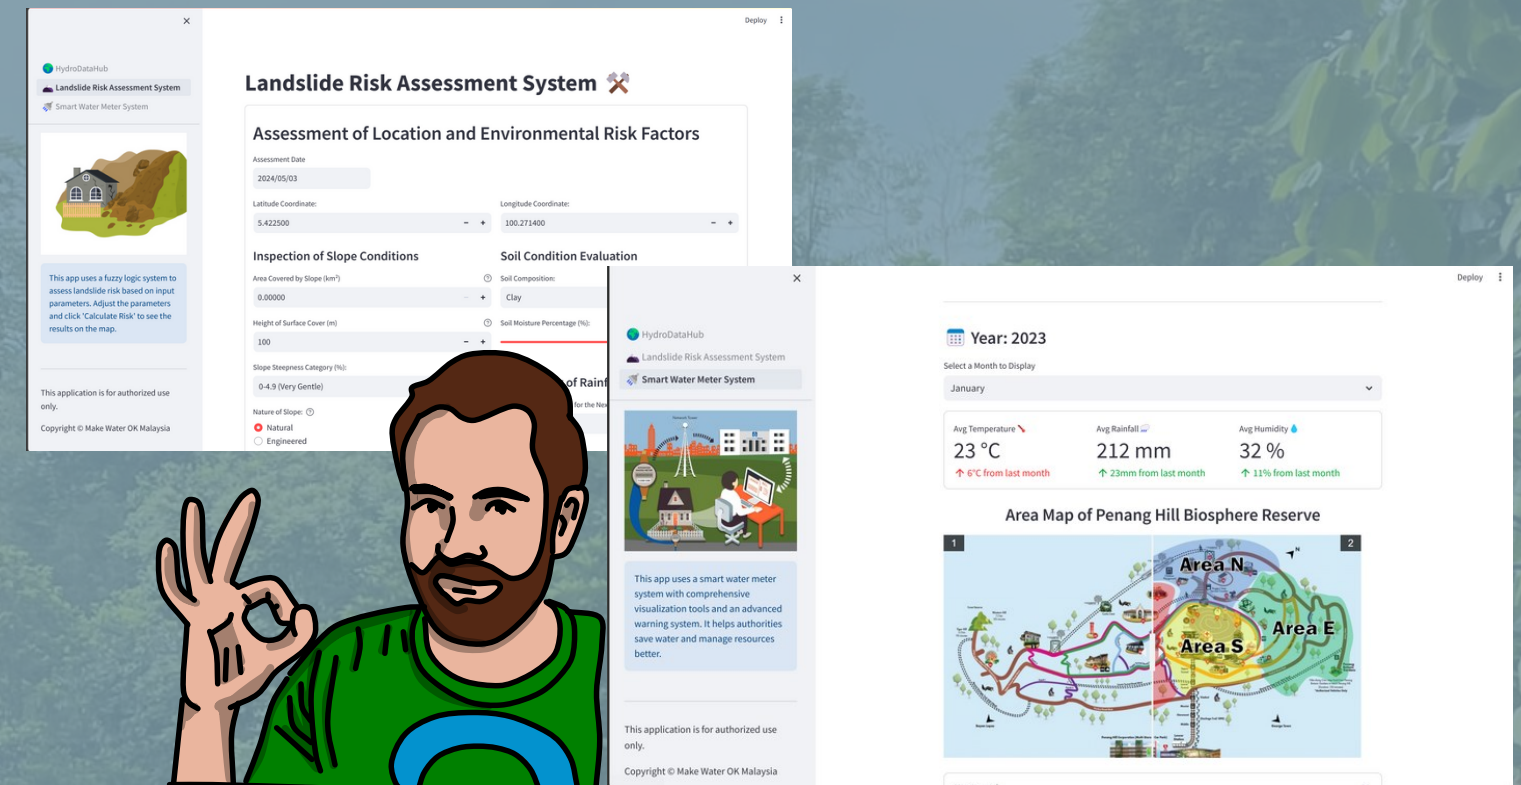 Deploy
HydroDataHub
Landslide Risk Assessment System
Smart Water Meter System
This app uses a fuzzy logic system to
assess landslide risk based on input
parameters. Adjust the parameters
and click 'Calculate Risk' to see the
results on the map.
This application is for authorized use
only.
Copyright © Make Water OK Malaysia
Landslide Risk Assessment System
Assessment of Location and Environmental Risk Factors
Assessment Date
2024/05/03
Latitude Coordinate:
Longitude Coordinate:
5.422500
100.271400
Inspection of Slope Conditions
Soil Condition Evaluation
Area Covered by Slope (km²)
Soil Composition:
0.00000
Clay
Height of Surface Cover (m)
Soil Moisture Percentage (%):
100
Slope Steepness Category (%):
of Rainf
0-4.9 (Very Gentle)
for the Nex
Nature of Slope:
Natural
Engineered
Deploy
HydroDataHub
Landslide Risk Assessment System
Smart Water Meter System
This app uses a smart water meter
system with comprehensive
visualization tools and an advanced
warning system. It helps authorities
save water and manage resources
better.
This application is for authorized use
only.
Copyright © Make Water OK Malaysia
Year: 2023
Select a Month to Display
January
Avg Temperature
Avg Rainfall
Avg Humidity
23 °C
212 mm
32 %
↑ 6°C from last month
↑ 23mm from last month
↑ 11% from last month
Area Map of Penang Hill Biosphere Reserve
1
2
N
Area N
Area E
Area S